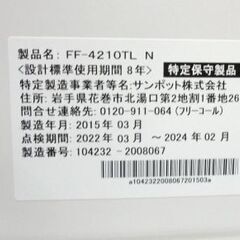 製品名: FF-4210TL N
<設計標準使用期間 8年> 特定保守製品
特定製造事業者等名: サンポット株式会社
住所: 岩手県花巻市北湯口第2地割1番地26
問合せ連絡先: 0120-911-064 (フリーコール)
製造年月: 2015年03月
点検期間: 2022年03月 〜 2024年02月
製造番号: 104232-2008067
a1042322008067201503a